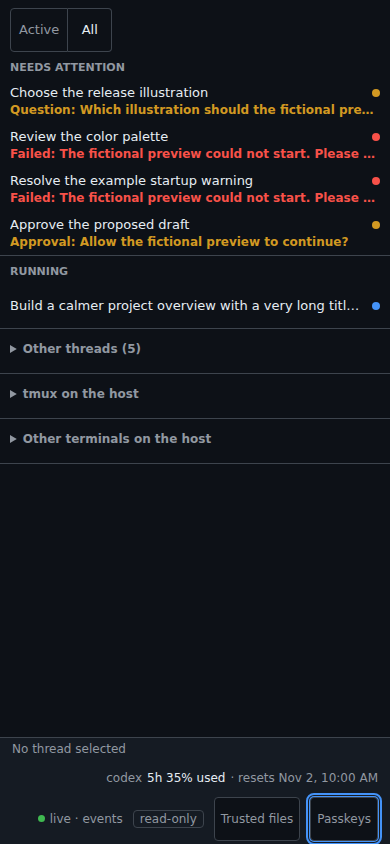 Active All
NEEDS ATTENTION
Choose the release illustration
Question: Which illustration should the fictional pre…
Review the color palette
Failed: The fictional preview could not start. Please …
Resolve the example startup warning
Failed: The fictional preview could not start. Please …
Approve the proposed draft
Approval: Allow the fictional preview to continue?
RUNNING
Build a calmer project overview with a very long titl…
Other threads (5)
tmux on the host
Other terminals on the host
No thread selected
codex 5h 35% used · resets Nov 2, 10:00 AM
live · events read-only Trusted files Passkeys